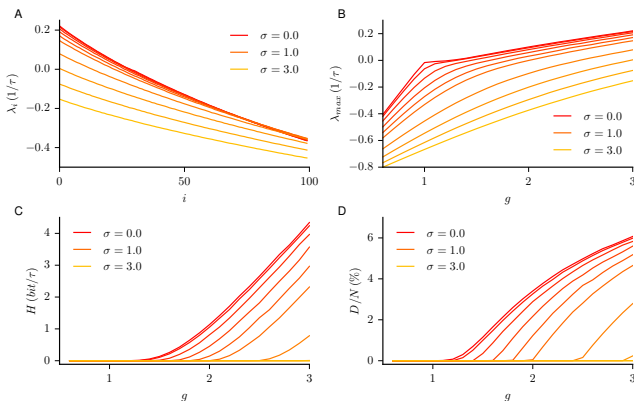 A
0.2
0.0
−0.2
−0.4
λi (1/τ)
σ = 0.0
σ = 1.0
σ = 3.0
0
50
100
i
B
0.2
0.0
−0.2
−0.4
−0.6
−0.8
λmax (1/τ)
σ = 0.0
σ = 1.0
σ = 3.0
1
2
3
g
C
4
3
2
1
0
H (bit/τ)
σ = 0.0
σ = 1.0
σ = 3.0
1
2
3
g
D
6
4
2
0
D/N (%)
σ = 0.0
σ = 1.0
σ = 3.0
1
2
3
g